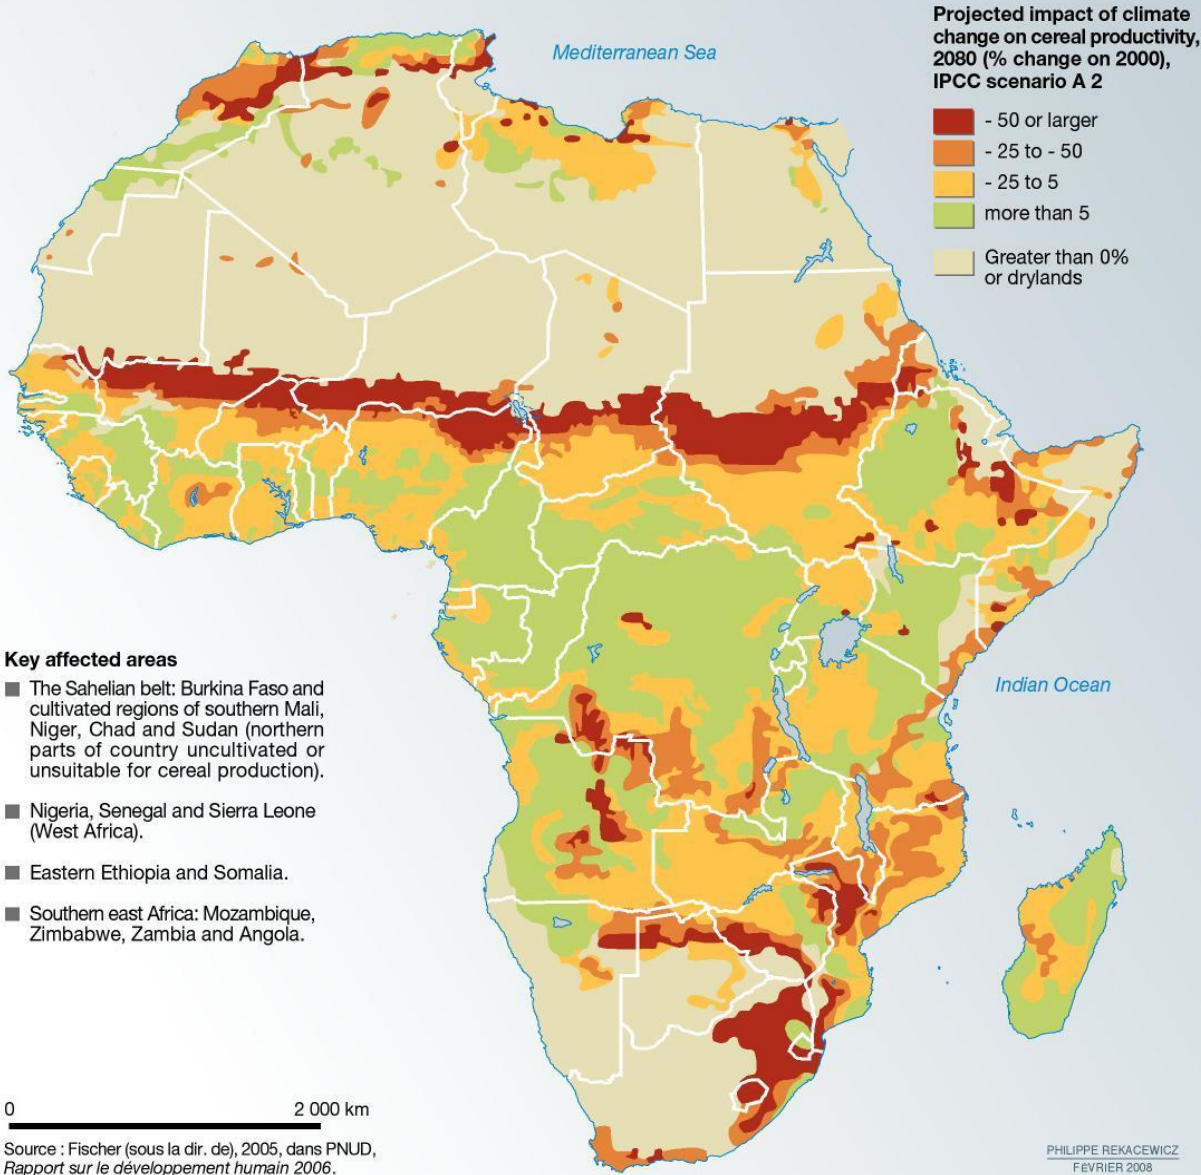 Projected impact of climate
change on cereal productivity,
2080 (% change on 2000),
IPCC scenario A 2
- 50 or larger
- 25 to - 50
- 25 to 5
more than 5
Greater than 0%
or drylands
Mediterranean Sea
Indian Ocean
Key affected areas
The Sahelian belt: Burkina Faso and
cultivated regions of southern Mali,
Niger, Chad and Sudan (northern
parts of country uncultivated or
unsuitable for cereal production).
Nigeria, Senegal and Sierra Leone
(West Africa).
Eastern Ethiopia and Somalia.
Southern east Africa: Mozambique,
Zimbabwe, Zambia and Angola.
0 2 000 km
Source : Fischer (sous la dir. de), 2005, dans PNUD,
Rapport sur le développement humain 2006.
PHILIPPE REKACEWICZ
FéVRIER 2008